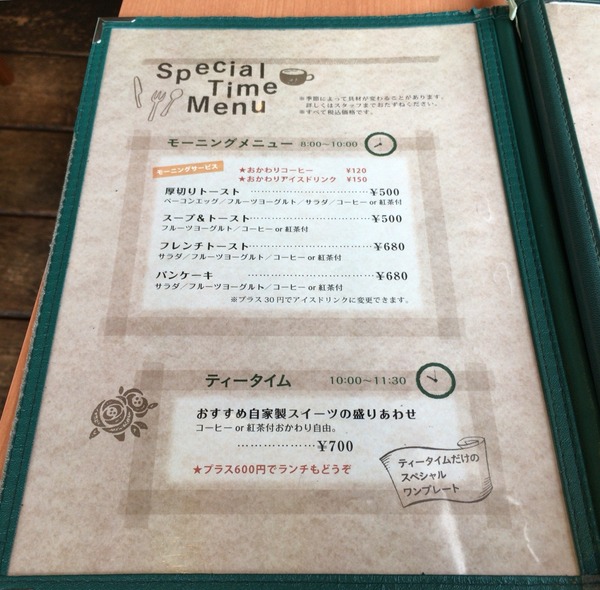 Special
Time
Menu
※季節によって具材が変わることがあります。
詳しくはスタッフまでおたずねください。
※すべて税込価格です。
モーニングメニュー 8:00~10:00
モーニングサービス
★おかわりコーヒー ¥120
★おかわりアイスドリンク ¥150
厚切りトースト ………………… ¥500
ベーコンエッグ／フルーツヨーグルト／サラダ／コーヒー or 紅茶付
スープ&トースト ………………… ¥500
フルーツヨーグルト／コーヒー or 紅茶付
フレンチトースト ………………… ¥680
サラダ／フルーツヨーグルト／コーヒー or 紅茶付
パンケーキ ………………… ¥680
サラダ／フルーツヨーグルト／コーヒー or 紅茶付
※プラス30円でアイスドリンクに変更できます。
ティータイム 10:00~11:30
おすすめ自家製スイーツの盛りあわせ
コーヒー or 紅茶付おかわり自由。
……………¥700
★プラス600円でランチもどうぞ
ティータイムだけの
スペシャル
ワンプレート